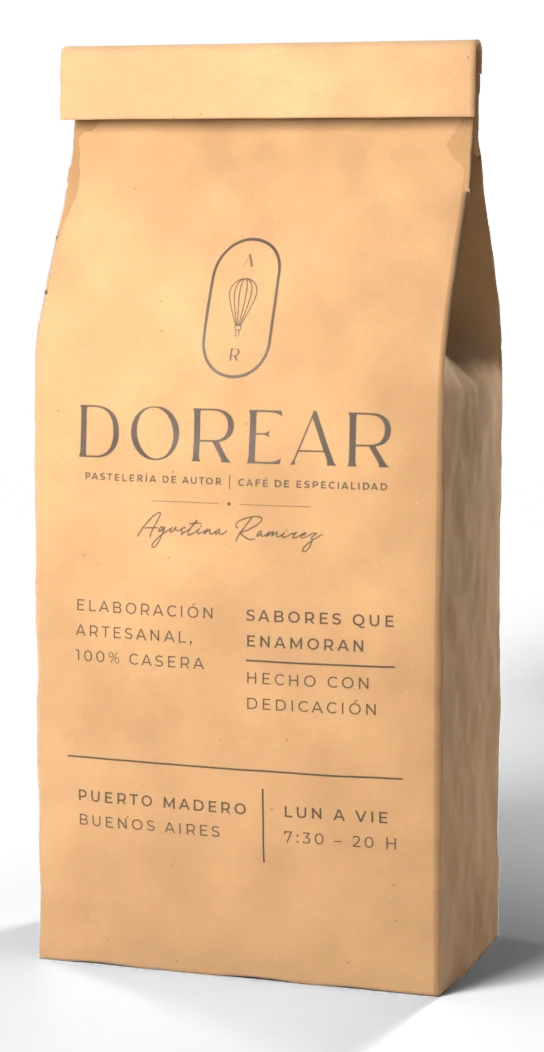 A
R
DOREAR
PASTELERÍA DE AUTOR | CAFÉ DE ESPECIALIDAD
Agustina Ramirez
ELABORACIÓN
ARTESANAL,
100% CASERA
SABORES QUE
ENAMORAN
HECHO CON
DEDICACIÓN
PUERTO MADERO
BUENOS AIRES
LUN A VIE
7:30 – 20 H